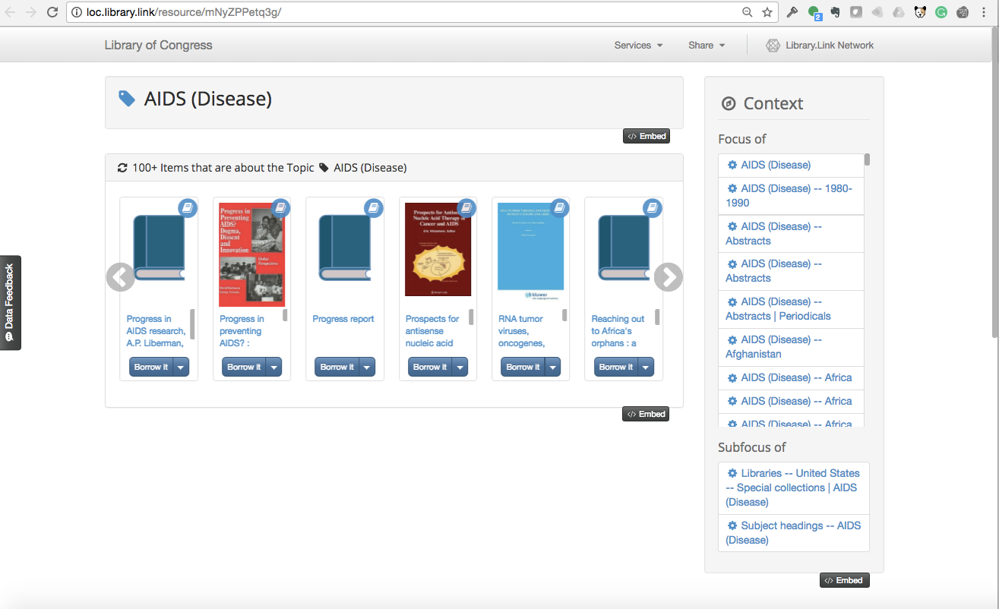 loc.library.link/resource/mNyZPPetq3g/
2
Library of Congress
Services
Share
Library.Link Network
AIDS (Disease)
</> Embed
100+ Items that are about the Topic AIDS (Disease)
Progress in
Preventing
AIDS?
Dogma,
Dissent
and
Innovation
Global
Perspectives
Prospects for Antisense
Nucleic Acid Therapy of
Cancer and AIDS
Kluwer
Progress in
AIDS research,
A.P. Liberman,
Borrow it
Progress in
preventing
AIDS? :
Borrow it
Progress report
Borrow it
Prospects for
antisense
nucleic acid
Borrow it
RNA tumor
viruses,
oncogenes,
Borrow it
Reaching out
to Africa's
orphans : a
Borrow it
</> Embed
Data Feedback
Context
Focus of
AIDS (Disease)
AIDS (Disease) -- 1980-
1990
AIDS (Disease) --
Abstracts
AIDS (Disease) --
Abstracts
AIDS (Disease) --
Abstracts | Periodicals
AIDS (Disease) --
Afghanistan
AIDS (Disease) -- Africa
AIDS (Disease) -- Africa
AIDS (Disease) -- Africa
Subfocus of
Libraries -- United States
-- Special collections | AIDS
(Disease)
Subject headings -- AIDS
(Disease)
</> Embed